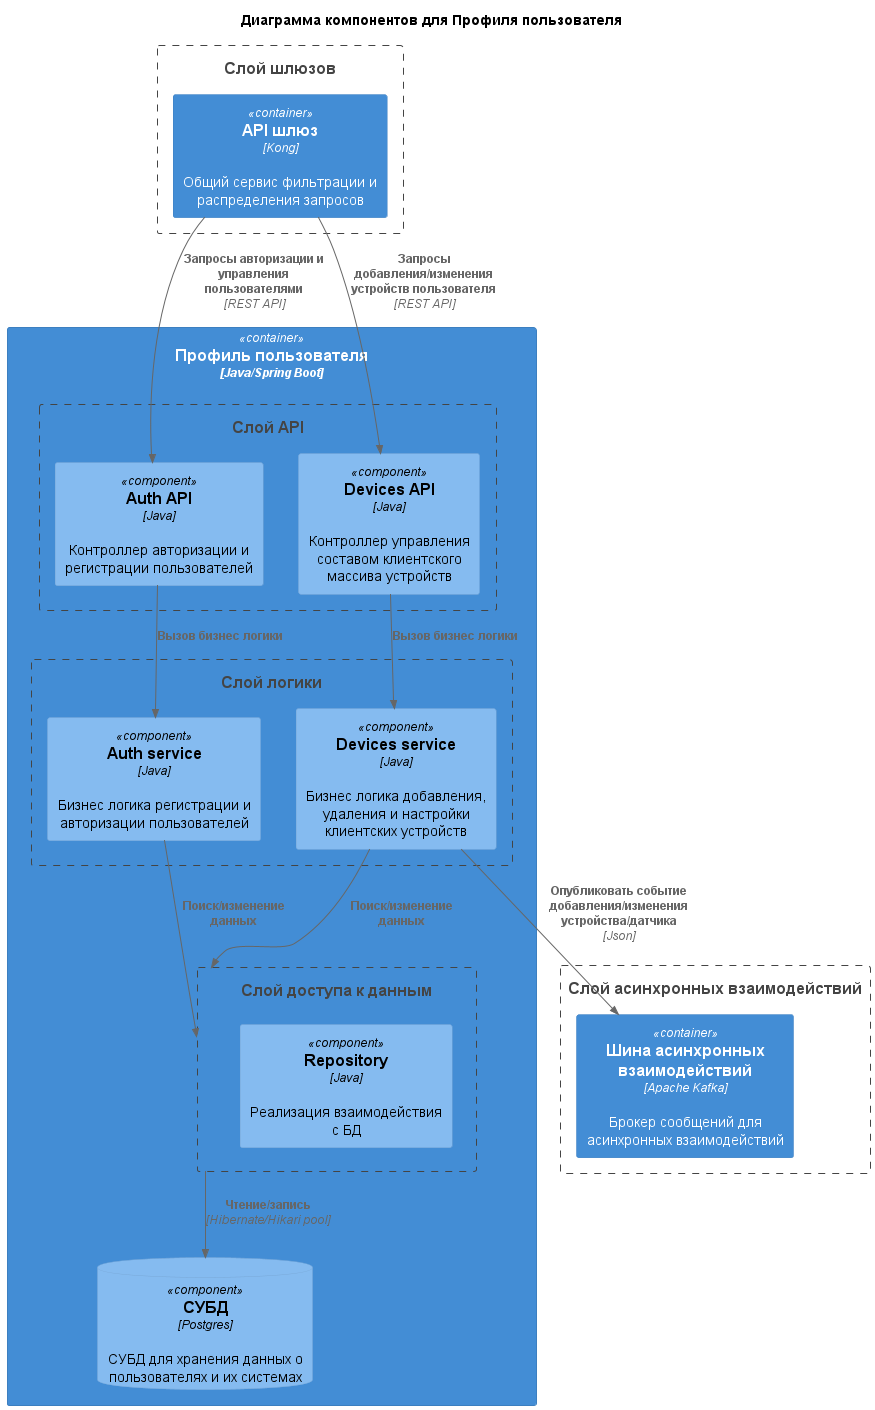 Диаграмма компонентов для Профиля пользователя
Слой шлюзов
«container»
API шлюз
[Kong]
Общий сервис фильтрации и
распределения запросов
Запросы авторизации и
управления
пользователями
[REST API]
Запросы
добавления/изменения
устройств пользователя
[REST API]
«container»
Профиль пользователя
[Java/Spring Boot]
Слой API
«component»
Auth API
[Java]
Контроллер авторизации и
регистрации пользователей
«component»
Devices API
[Java]
Контроллер управления
составом клиентского
массива устройств
Вызов бизнес логики
Вызов бизнес логики
Слой логики
«component»
Auth service
[Java]
Бизнес логика регистрации и
авторизации пользователей
«component»
Devices service
[Java]
Бизнес логика добавления,
удаления и настройки
клиентских устройств
Поиск/изменение
данных
Поиск/изменение
данных
Опубликовать событие
добавления/изменения
устройства/датчика
[Json]
Слой доступа к данным
«component»
Repository
[Java]
Реализация взаимодействия
с БД
Слой асинхронных взаимодействий
«container»
Шина асинхронных
взаимодействий
[Apache Kafka]
Брокер сообщений для
асинхронных взаимодействий
Чтение/запись
[Hibernate/Hikari pool]
«component»
СУБД
[Postgres]
СУБД для хранения данных о
пользователях и их системах